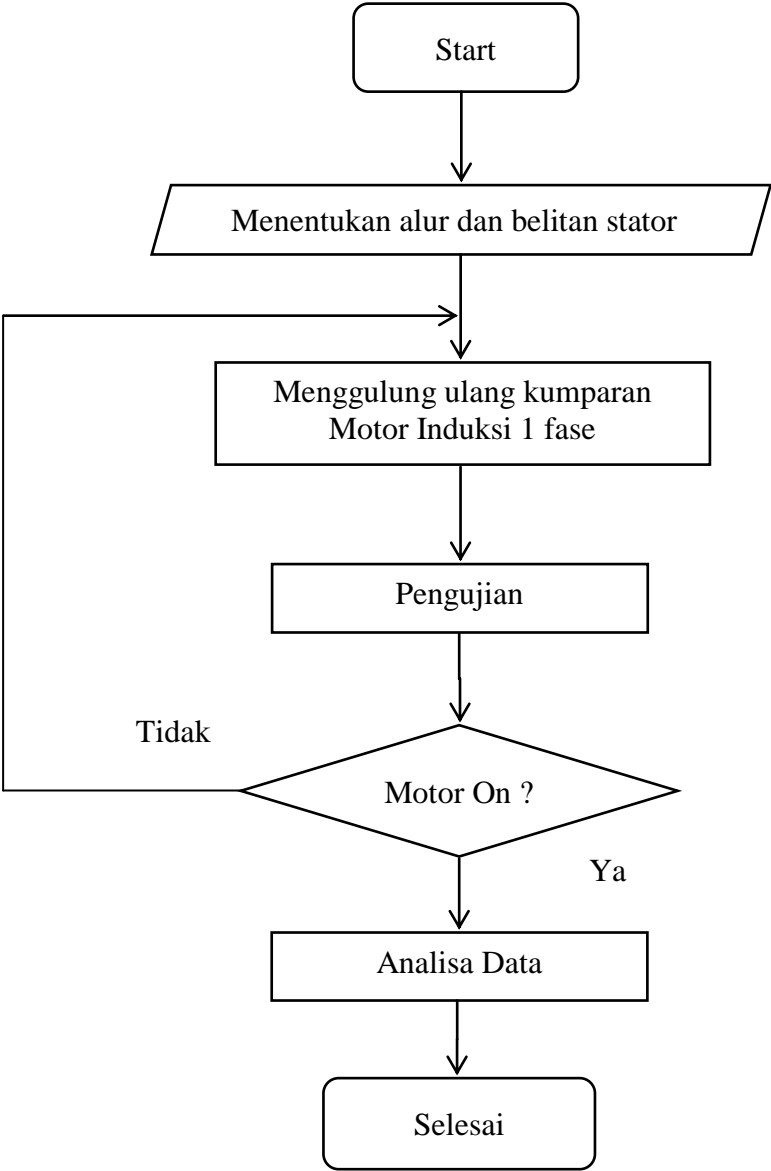 Start
Menentukan alur dan belitan stator
Menggulung ulang kumparan
Motor Induksi 1 fase
Pengujian
Tidak
Motor On ?
Ya
Analisa Data
Selesai